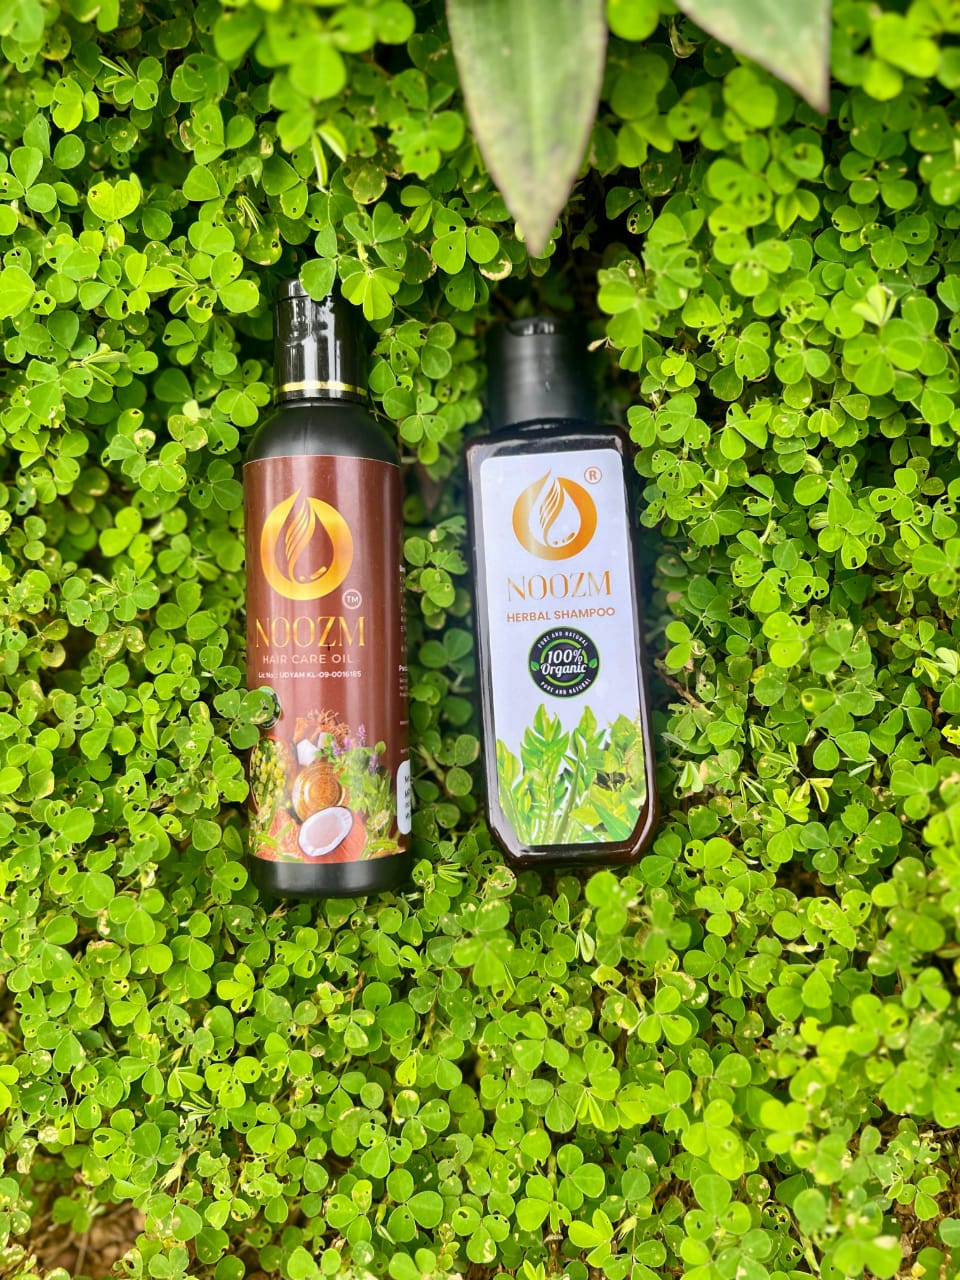 TM
NOOZM
HAIR CARE OIL
Lic No.: UDYAM KL-09-0016185
R
NOOZM
HERBAL SHAMPOO
PURE AND NATURAL
100%
Organic
PURE AND NATURAL